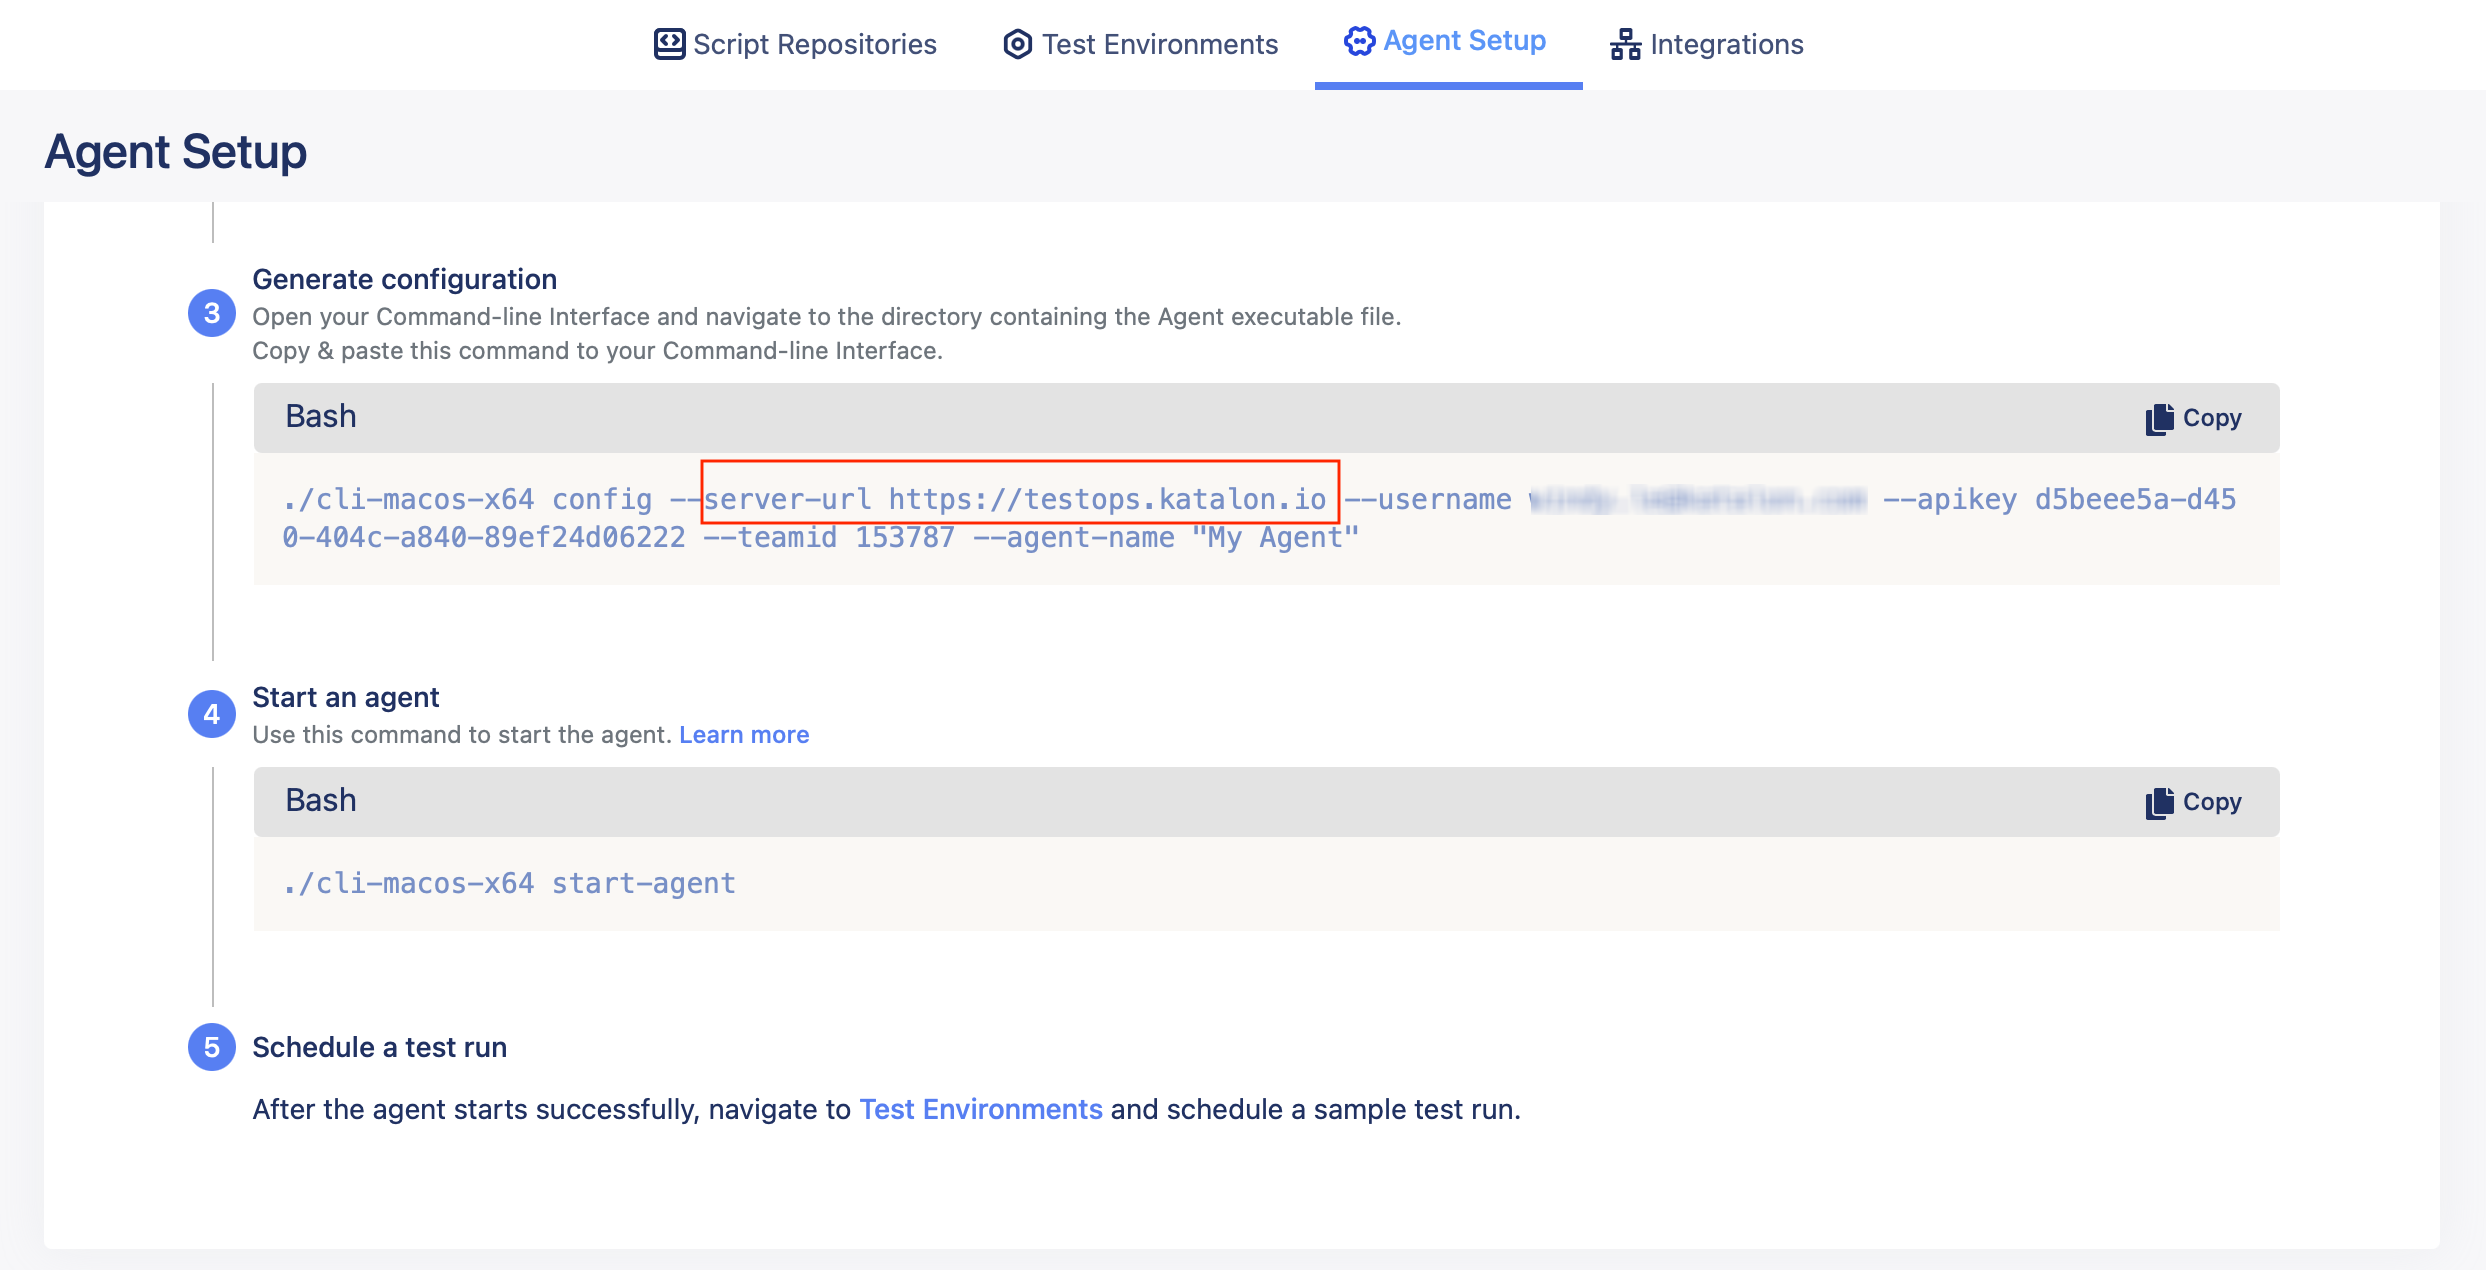 Script Repositories Test Environments Agent Setup Integrations
Agent Setup
Generate configuration
3
Open your Command-line Interface and navigate to the directory containing the Agent executable file.
Copy & paste this command to your Command-line Interface.
Bash Copy
./cli-macos-x64 config --server-url https://testops.katalon.io --username --apikey d5beee5a-d45
0-404c-a840-89ef24d06222 --teamid 153787 --agent-name "My Agent"
Start an agent
4
Use this command to start the agent. Learn more
Bash Copy
./cli-macos-x64 start-agent
5 Schedule a test run
After the agent starts successfully, navigate to Test Environments and schedule a sample test run.